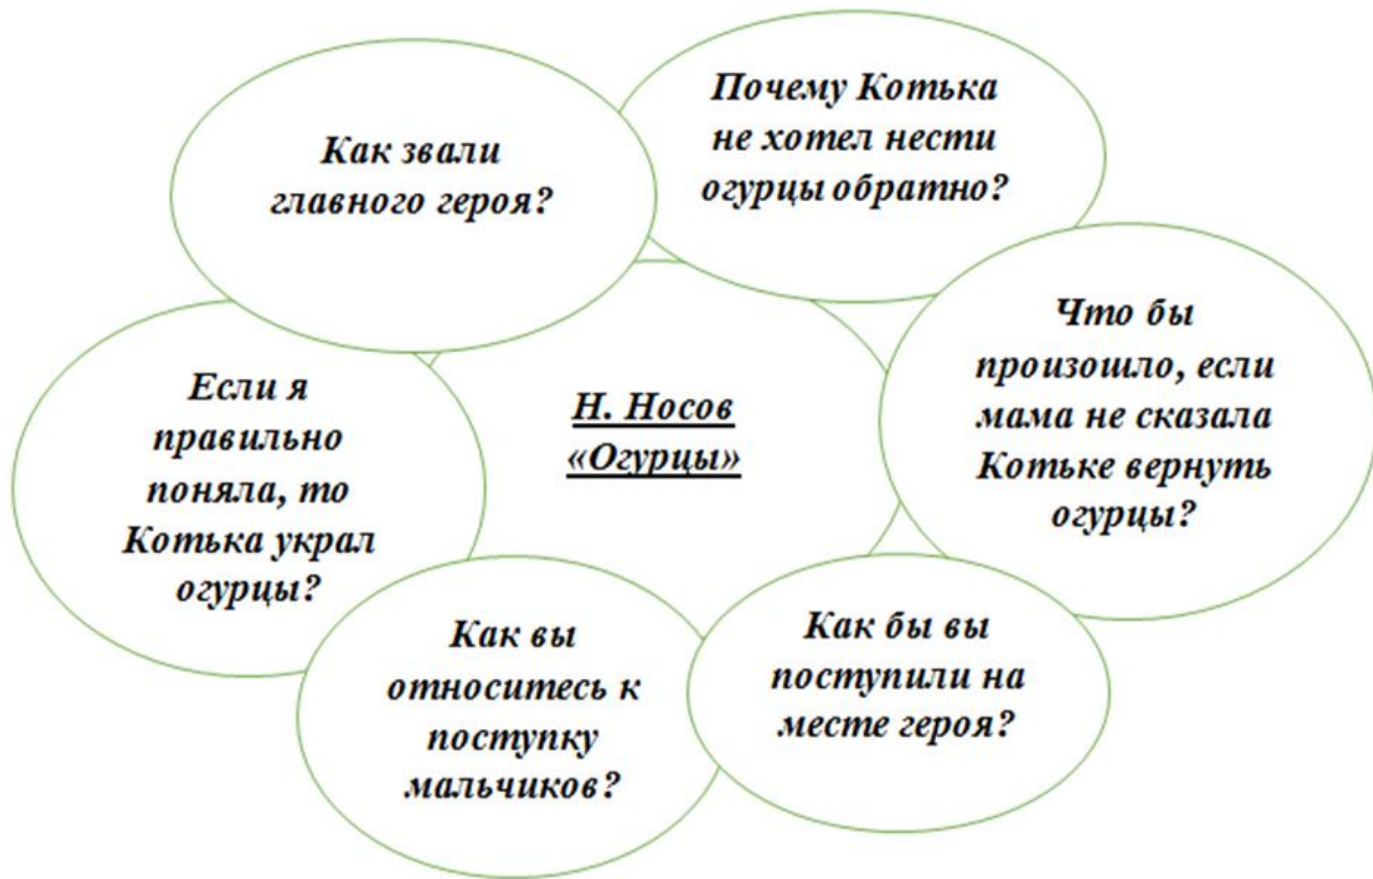 Как звали
главного героя?
Почему Котька
не хотел нести
огурцы обратно?
Что бы
произошло, если
мама не сказала
Котьке вернуть
огурцы?
Как бы вы
поступили на
месте героя?
Как вы
относитесь к
поступку
мальчиков?
Если я
правильно
поняла, то
Котька украл
огурцы?
Н. Носов
«Огурцы»